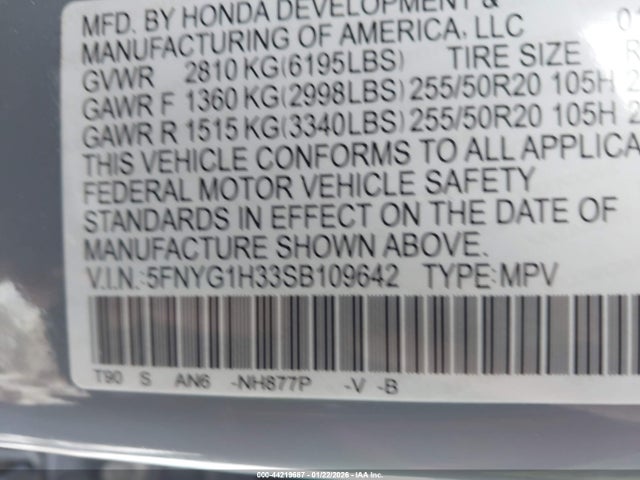 MFD. BY HONDA DEVELOPMENT &
MANUFACTURING OF AMERICA, LLC
GVWR 2810 KG(6195LBS) TIRE SIZE
GAWR F 1360 KG(2998LBS) 255/50R20 105H
GAWR R 1515 KG(3340LBS) 255/50R20 105H
THIS VEHICLE CONFORMS TO ALL APPLICA
FEDERAL MOTOR VEHICLE SAFETY
STANDARDS IN EFFECT ON THE DATE OF
MANUFACTURE SHOWN ABOVE.
V.I.N.:5FNYG1H33SB109642 TYPE:MPV
T90 S AN6 -NH877P -V -B
000-44219687 - 01/22/2026 - IAA, Inc.